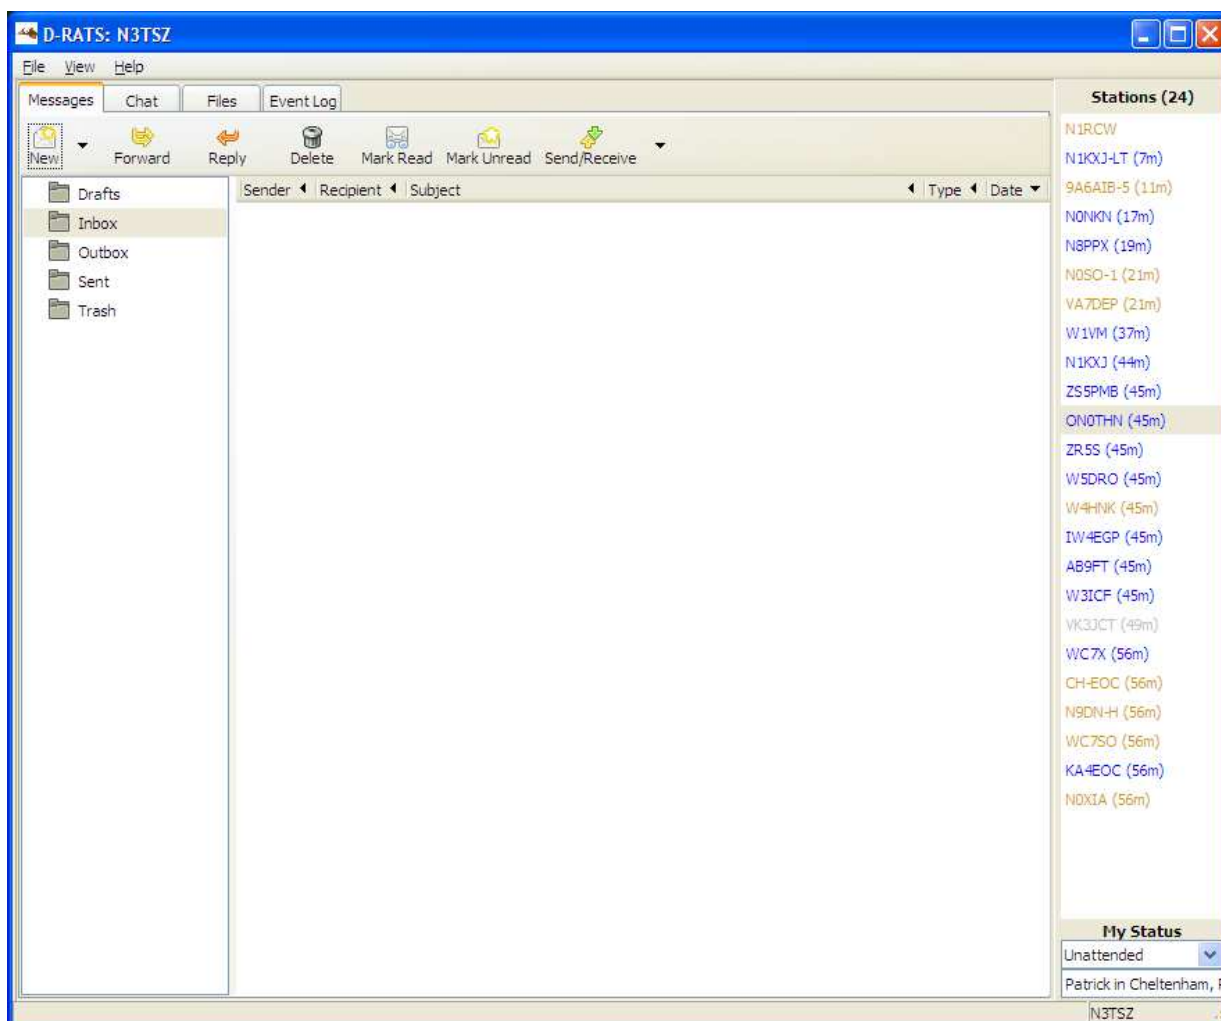 D-RATS: N3TSZ
File View Help
Messages Chat Files Event Log
New Forward Reply Delete Mark Read Mark Unread Send/Receive
Drafts
Inbox
Outbox
Sent
Trash
Sender Recipient Subject Type Date
Stations (24)
N1RCW
N1KXJ-LT (7m)
9A6AIB-5 (11m)
N0NKN (17m)
N8PPX (19m)
N0SO-1 (21m)
VA7DEP (21m)
W1VM (37m)
N1KXJ (44m)
ZS5PMB (45m)
ON0THN (45m)
ZR5S (45m)
W5DRO (45m)
W4HNK (45m)
IW4EGP (45m)
AB9FT (45m)
W3ICF (45m)
VK3JCT (49m)
WC7X (56m)
CH-EOC (56m)
N9DN-H (56m)
WC7SO (56m)
KA4EOC (56m)
N0XIA (56m)
My Status
Unattended
Patrick in Cheltenham,
N3TSZ